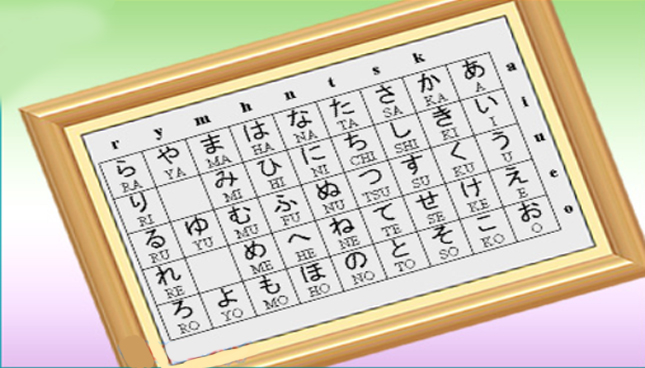 r y m h n t s k
ら や ま は な た さ か あ a
RA YA MA HA NA TA SA KA A
り み ひ に ち し き い i
RI MI HI NI CHI SHI KI I
る ゆ む ふ ぬ つ す く う u
RU YU MU FU NU TSU SU KU U
れ め へ ね て せ け え e
RE ME HE NE TE SE KE E
ろ よ も ほ の と そ こ お o
RO YO MO HO NO TO SO KO O